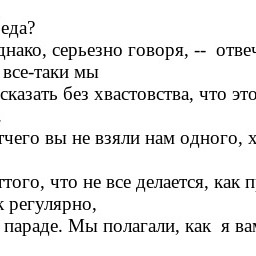 еда?
днако, серьезно говоря, -- отвеч
все-таки мы
сказать без хвастовства, что это
тчего вы не взяли нам одного, х
того, что не все делается, как п
к регулярно,
параде. Мы полагали, как я ва